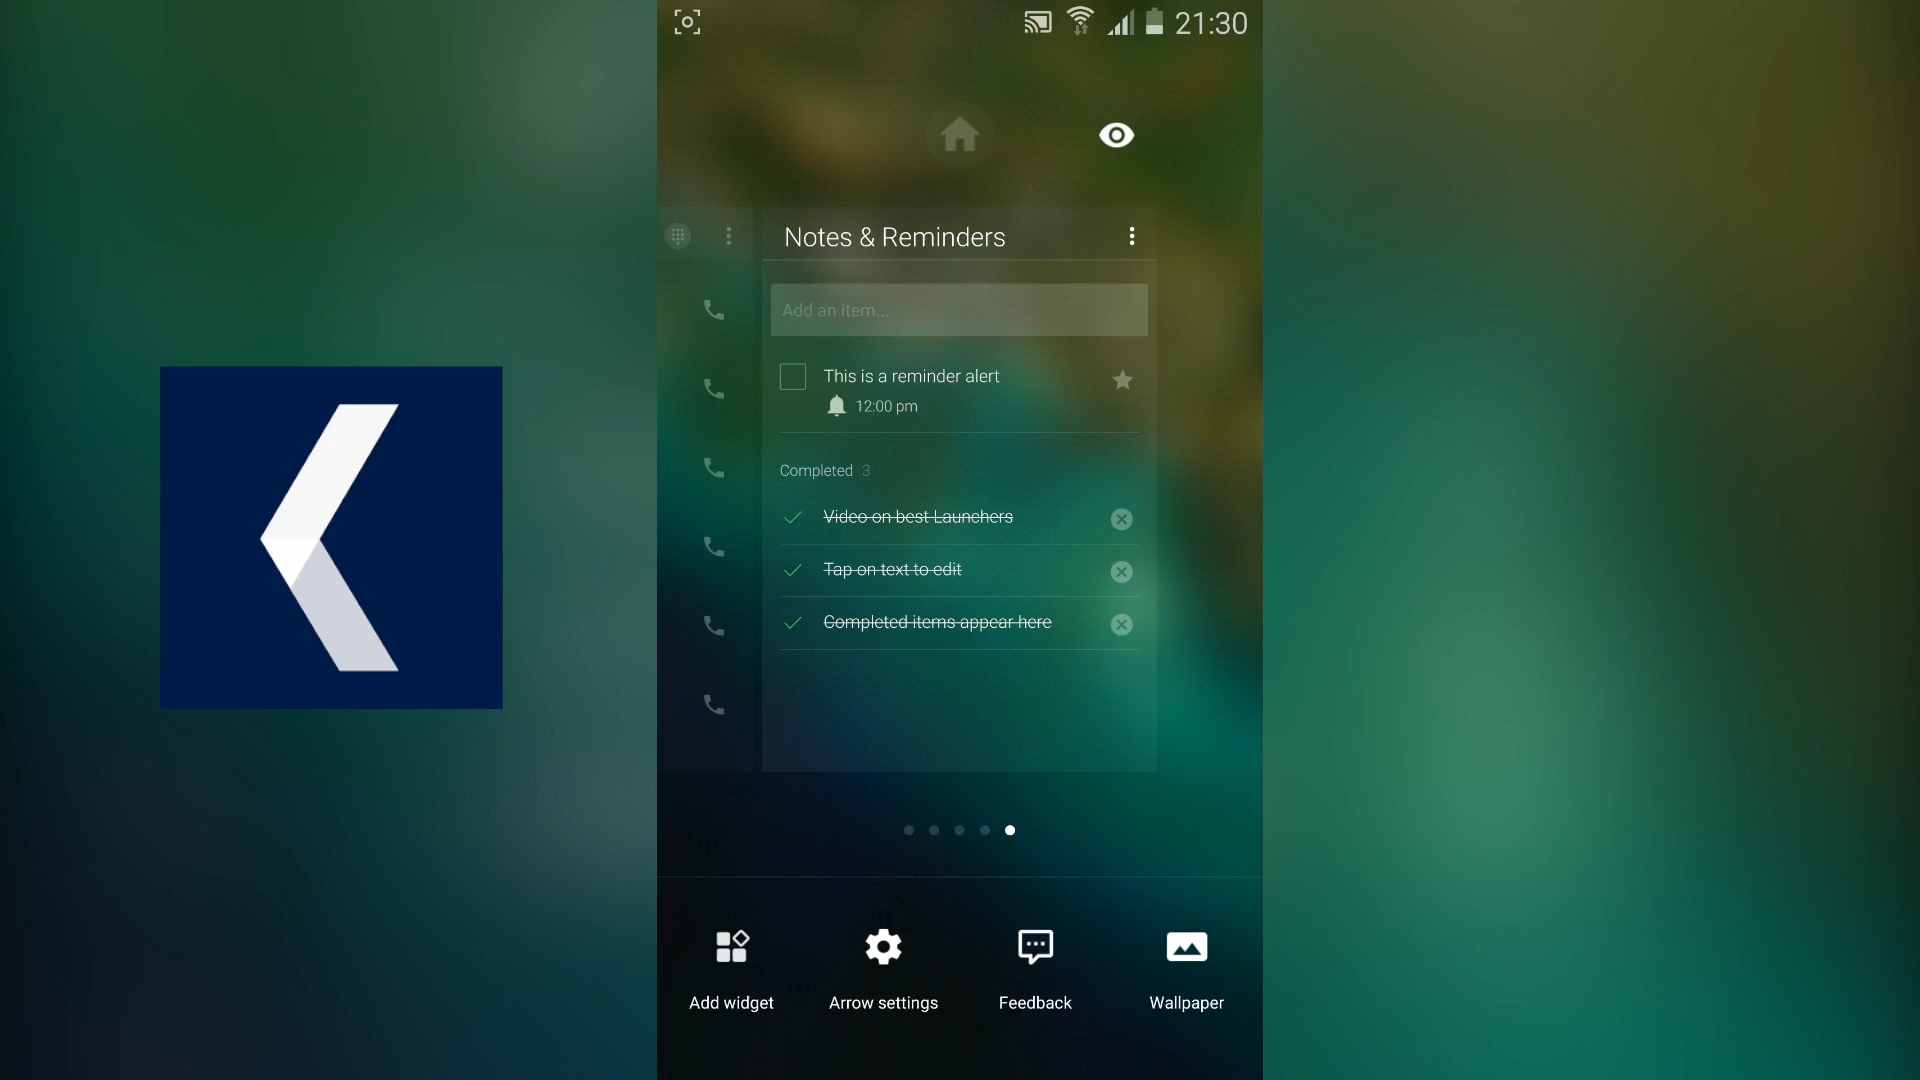 21:30
Notes & Reminders
Add an item...
This is a reminder alert
12:00 pm
Completed 3
Video on best Launchers
Tap on text to edit
Completed items appear here
Add widget
Arrow settings
Feedback
Wallpaper